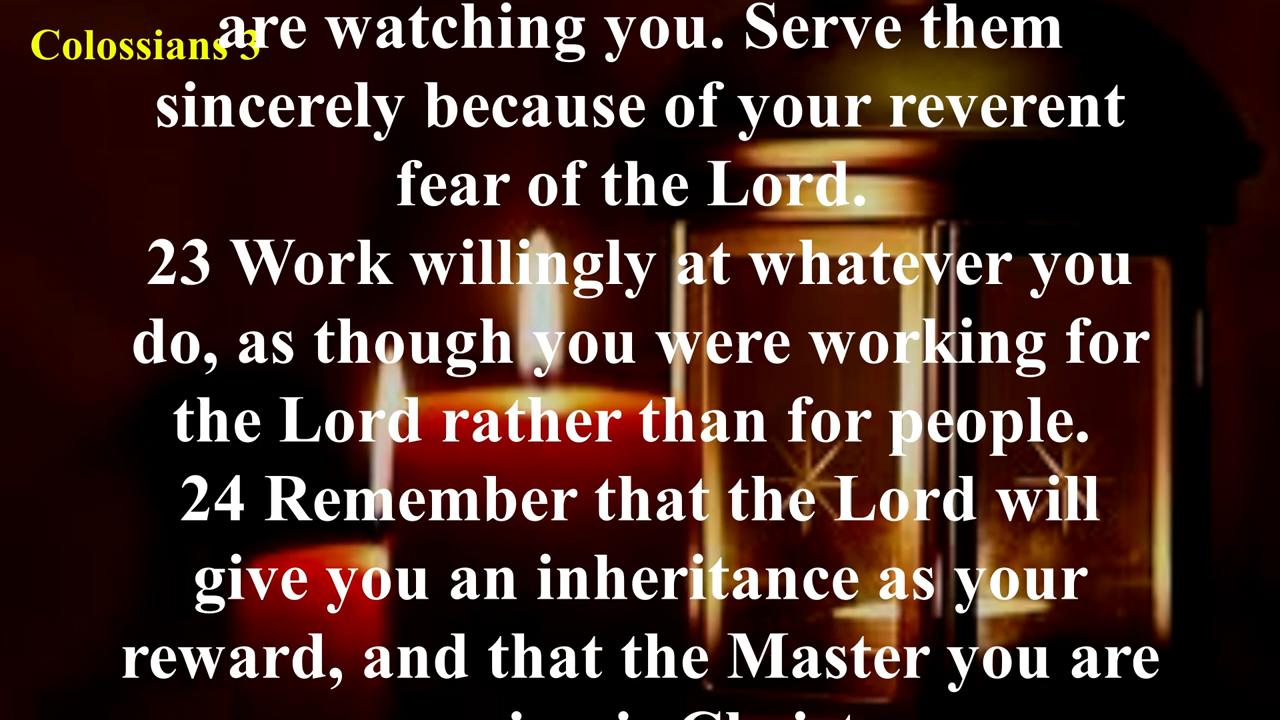 Colossians 3
are watching you. Serve them
sincerely because of your reverent
fear of the Lord.
23 Work willingly at whatever you
do, as though you were working for
the Lord rather than for people.
24 Remember that the Lord will
give you an inheritance as your
reward, and that the Master you are